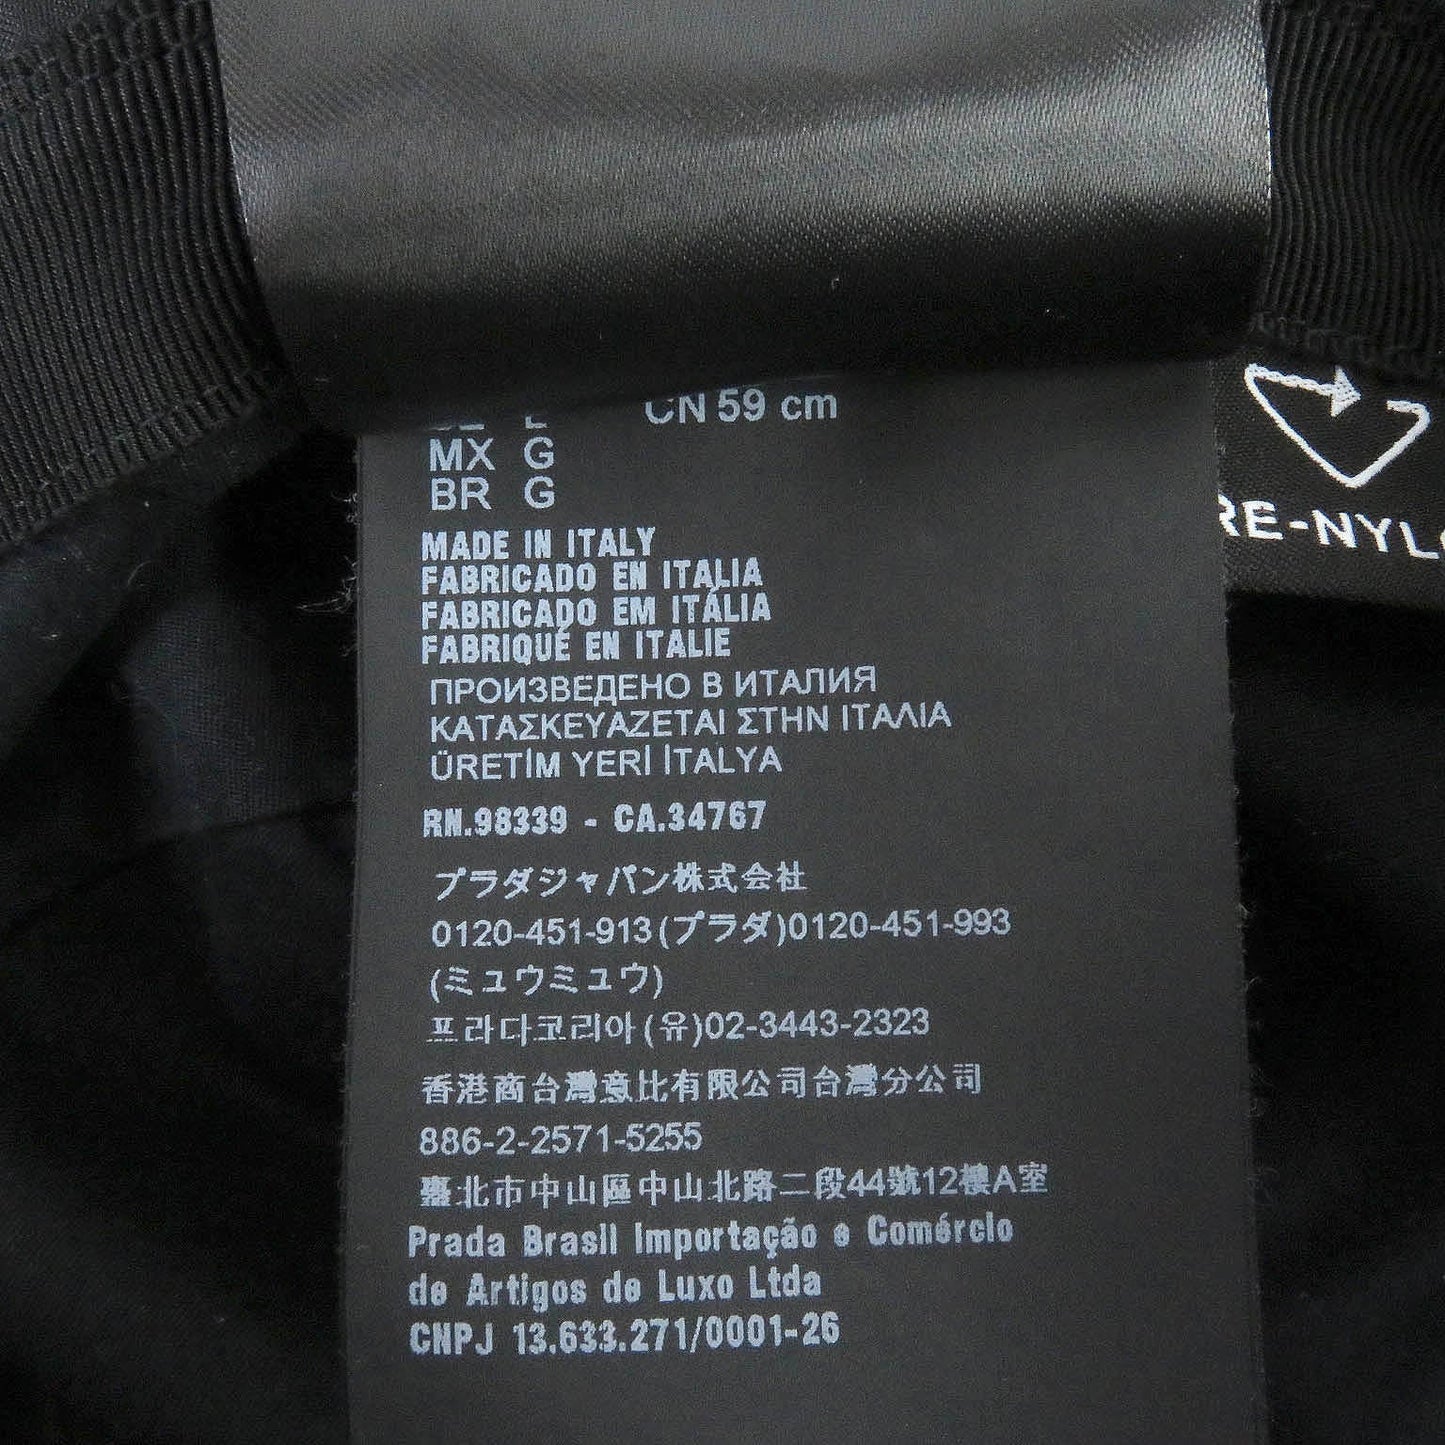 CN 59 cm
MX G
BR G
RE-NYL
MADE IN ITALY
FABRICADO EN ITALIA
FABRICADO EM ITÁLIA
FABRIQUÉ EN ITALIE
ПРОИЗВЕДЕНО В ИТАЛИЯ
ΚΑΤΑΣΚΕΥΑΖΕΤΑΙ ΣΤΗΝ ΙΤΑΛΙΑ
ÜRETİM YERİ İTALYA
RN.98339 - CA.34767
プラダジャパン株式会社
0120-451-913(プラダ)0120-451-993
(ミュウミュウ)
프라다코리아(유)02-3443-2323
香港商台灣意比有限公司台灣分公司
886-2-2571-5255
臺北市中山區中山北路二段44號12樓A室
Prada Brasil Importação e Comércio
de Artigos de Luxo Ltda
CNPJ 13.633.271/0001-26